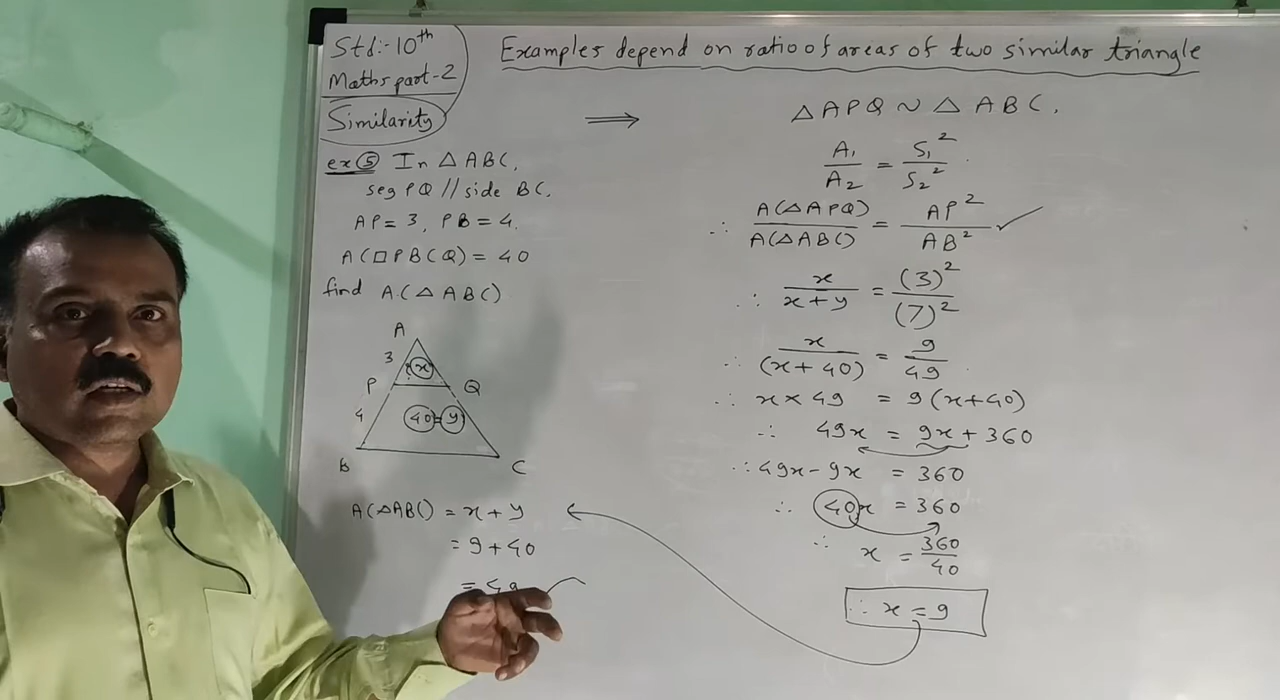 Std:- 10th
Maths part-2
Similarity
Examples depend on ratio of areas of two similar triangle
ex ⑤ In △ ABC,
seg PQ // side BC.
AP = 3, PB = 4.
A(□ PBCQ) = 40
find A(△ ABC)
A
3
x
P
Q
4
40 = y
B
C
A(△ABC) = x + y
= 9 + 40
= 49
⇒ △ APQ ~ △ ABC.
A₁/A₂ = S₁²/S₂²
∴ A(△APQ)/A(△ABC) = AP²/AB² ✓
∴ x/(x+y) = (3)²/(7)²
∴ x/(x+40) = 9/49
∴ x × 49 = 9(x+40)
∴ 49x = 9x + 360
∴ 49x - 9x = 360
∴ 40x = 360
∴ x = 360/40
∴ x = 9